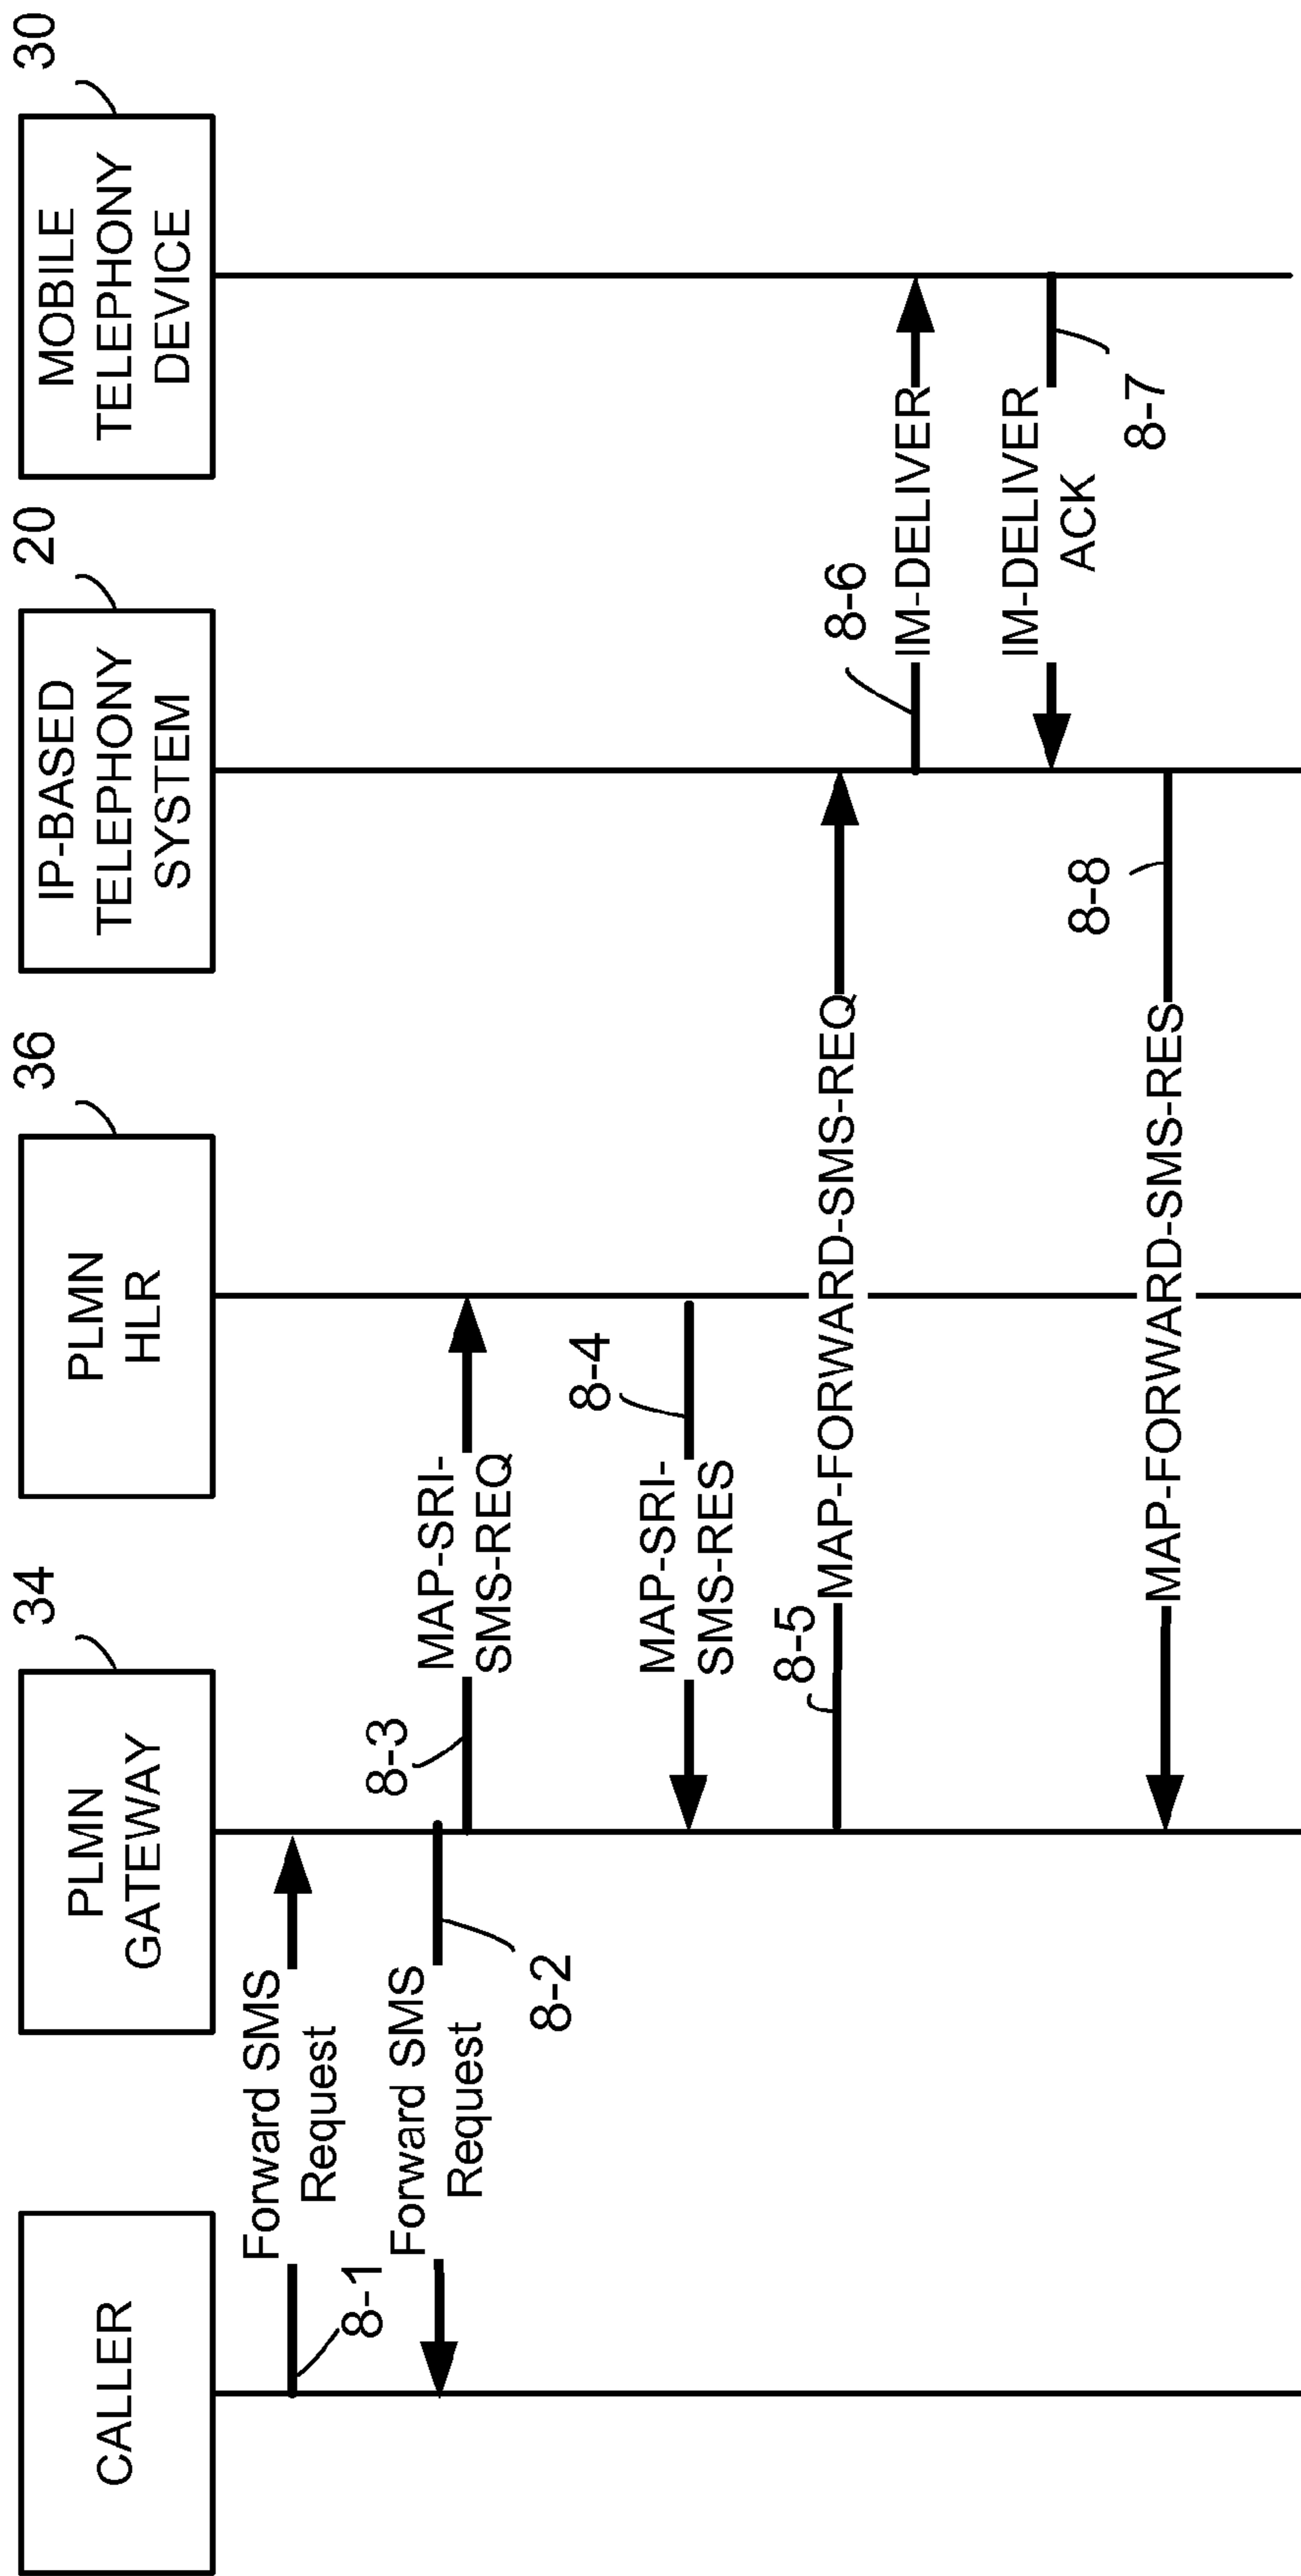 CALLER
PLMN
GATEWAY
34
PLMN
HLR
36
IP-BASED
TELEPHONY
SYSTEM
20
MOBILE
TELEPHONY
DEVICE
30
Forward SMS
Request
8-1
Forward SMS
Request
8-2
8-3
MAP-SRI-
SMS-REQ
8-4
MAP-SRI-
SMS-RES
8-5
MAP-FORWARD-SMS-REQ
8-6
IM-DELIVER
IM-DELIVER
ACK
8-7
8-8
MAP-FORWARD-SMS-RES